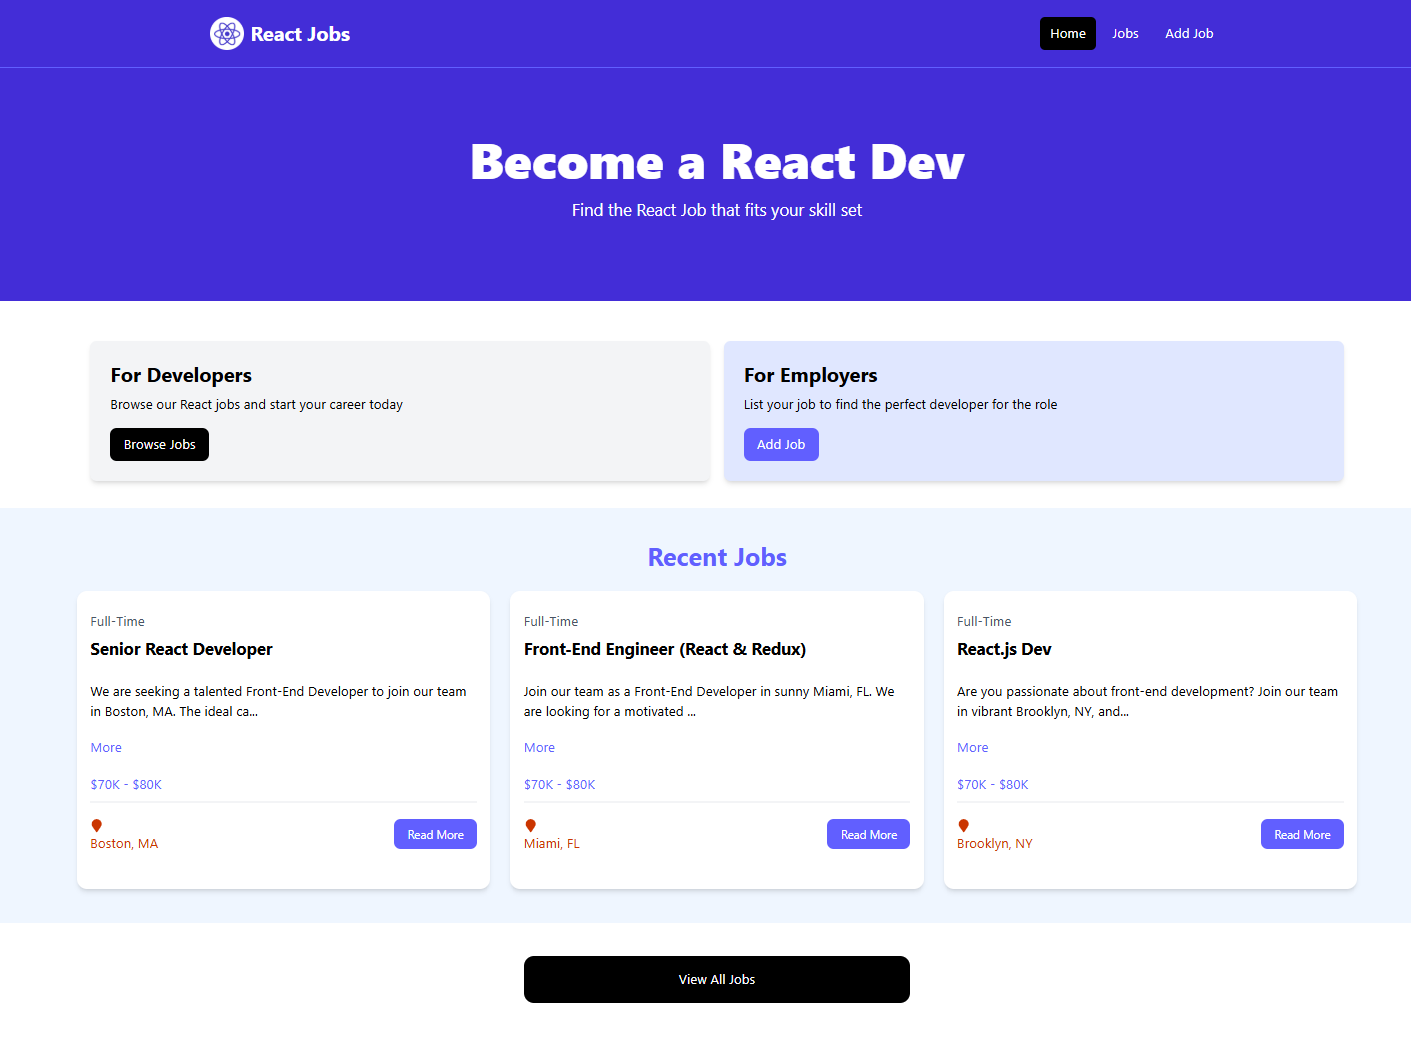 React Jobs
Home
Jobs
Add Job
Become a React Dev
Find the React Job that fits your skill set
For Developers
Browse our React jobs and start your career today
Browse Jobs
For Employers
List your job to find the perfect developer for the role
Add Job
Recent Jobs
Full-Time
Senior React Developer
We are seeking a talented Front-End Developer to join our team
in Boston, MA. The ideal ca...
More
$70K - $80K
Boston, MA
Read More
Full-Time
Front-End Engineer (React & Redux)
Join our team as a Front-End Developer in sunny Miami, FL. We
are looking for a motivated ...
More
$70K - $80K
Miami, FL
Read More
Full-Time
React.js Dev
Are you passionate about front-end development? Join our team
in vibrant Brooklyn, NY, and...
More
$70K - $80K
Brooklyn, NY
Read More
View All Jobs